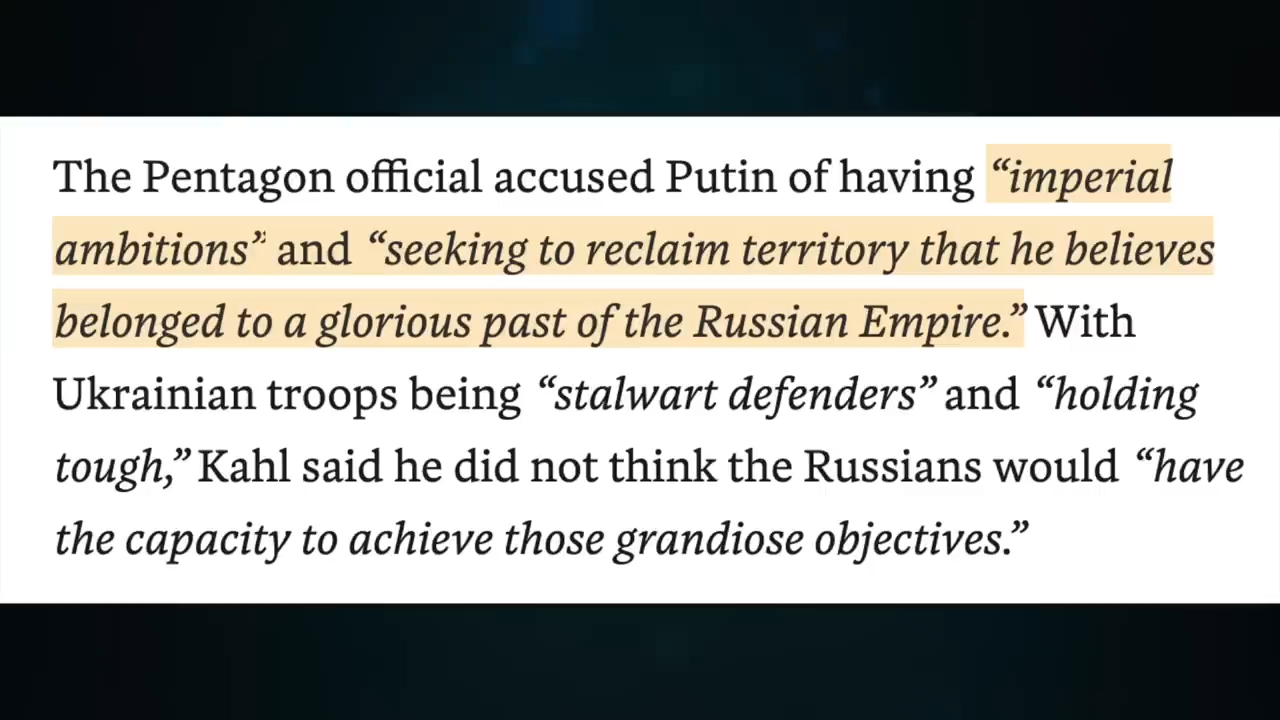 The Pentagon official accused Putin of having “imperial
ambitions” and “seeking to reclaim territory that he believes
belonged to a glorious past of the Russian Empire.” With
Ukrainian troops being “stalwart defenders” and “holding
tough,” Kahl said he did not think the Russians would “have
the capacity to achieve those grandiose objectives.”